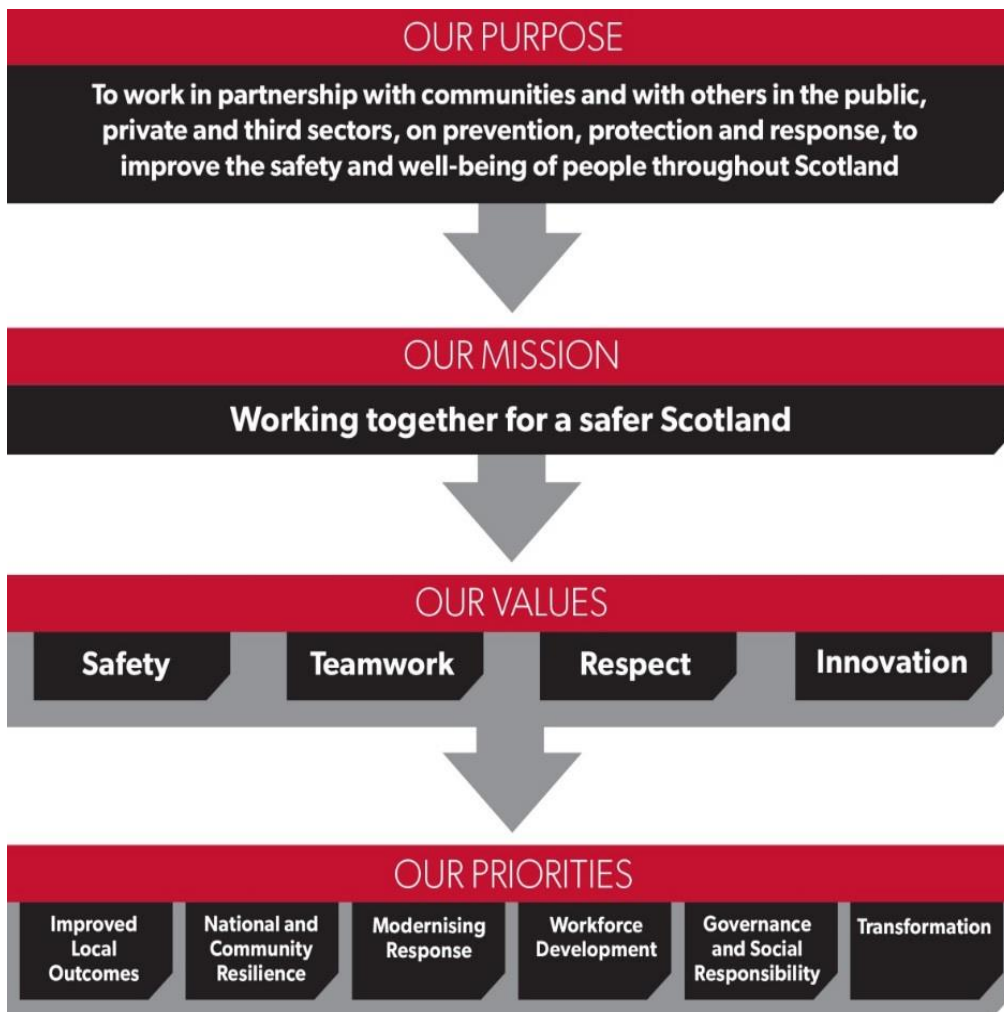 OUR PURPOSE
To work in partnership with communities and with others in the public,
private and third sectors, on prevention, protection and response, to
improve the safety and well-being of people throughout Scotland
OUR MISSION
Working together for a safer Scotland
OUR VALUES
Safety
Teamwork
Respect
Innovation
OUR PRIORITIES
Improved
Local
Outcomes
National and
Community
Resilience
Modernising
Response
Workforce
Development
Governance
and Social
Responsibility
Transformation